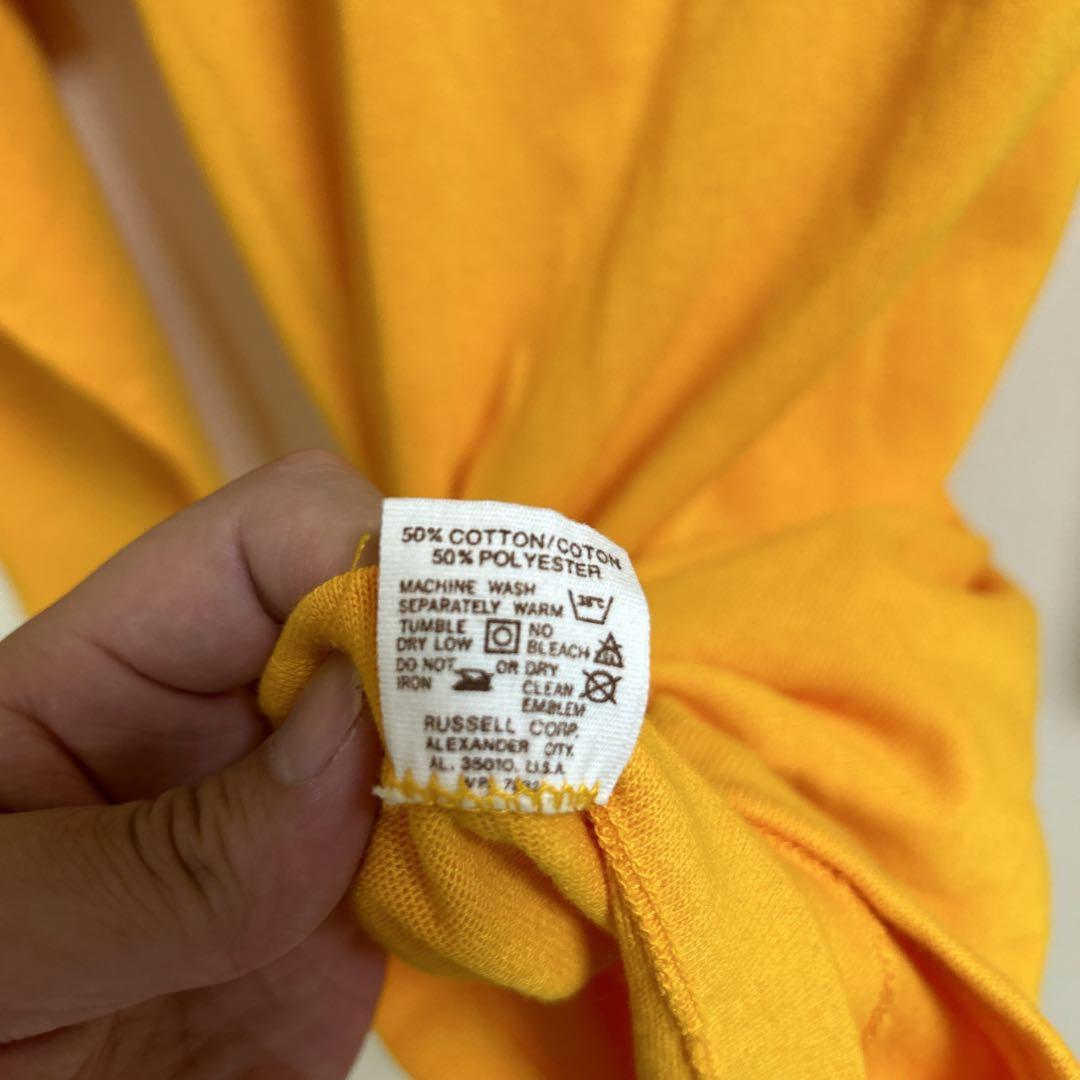 50% COTTON/COTON
50% POLYESTER
MACHINE WASH
SEPARATELY WARM
TUMBLE
DRY LOW
NO
BLEACH
DO NOT
IRON
OR DRY
CLEAN
EMBLEM
RUSSELL CORP.
ALEXANDER CITY,
AL. 35010, U.S.A